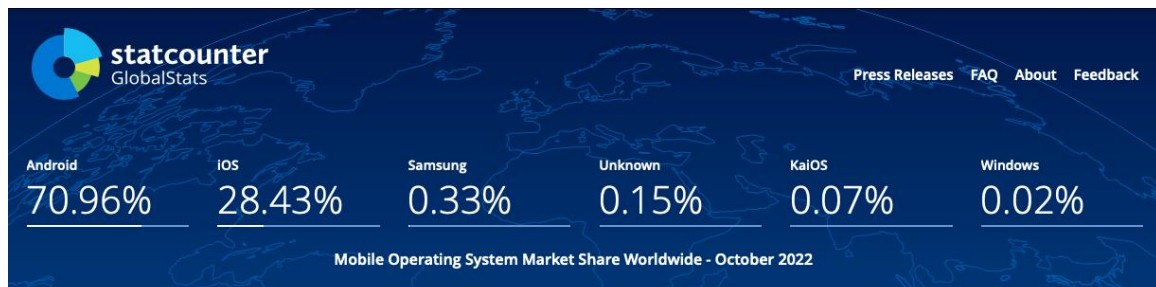 statcounter
GlobalStats
Press Releases FAQ About Feedback
Android iOS Samsung Unknown KaiOS Windows
70.96% 28.43% 0.33% 0.15% 0.07% 0.02%
Mobile Operating System Market Share Worldwide - October 2022